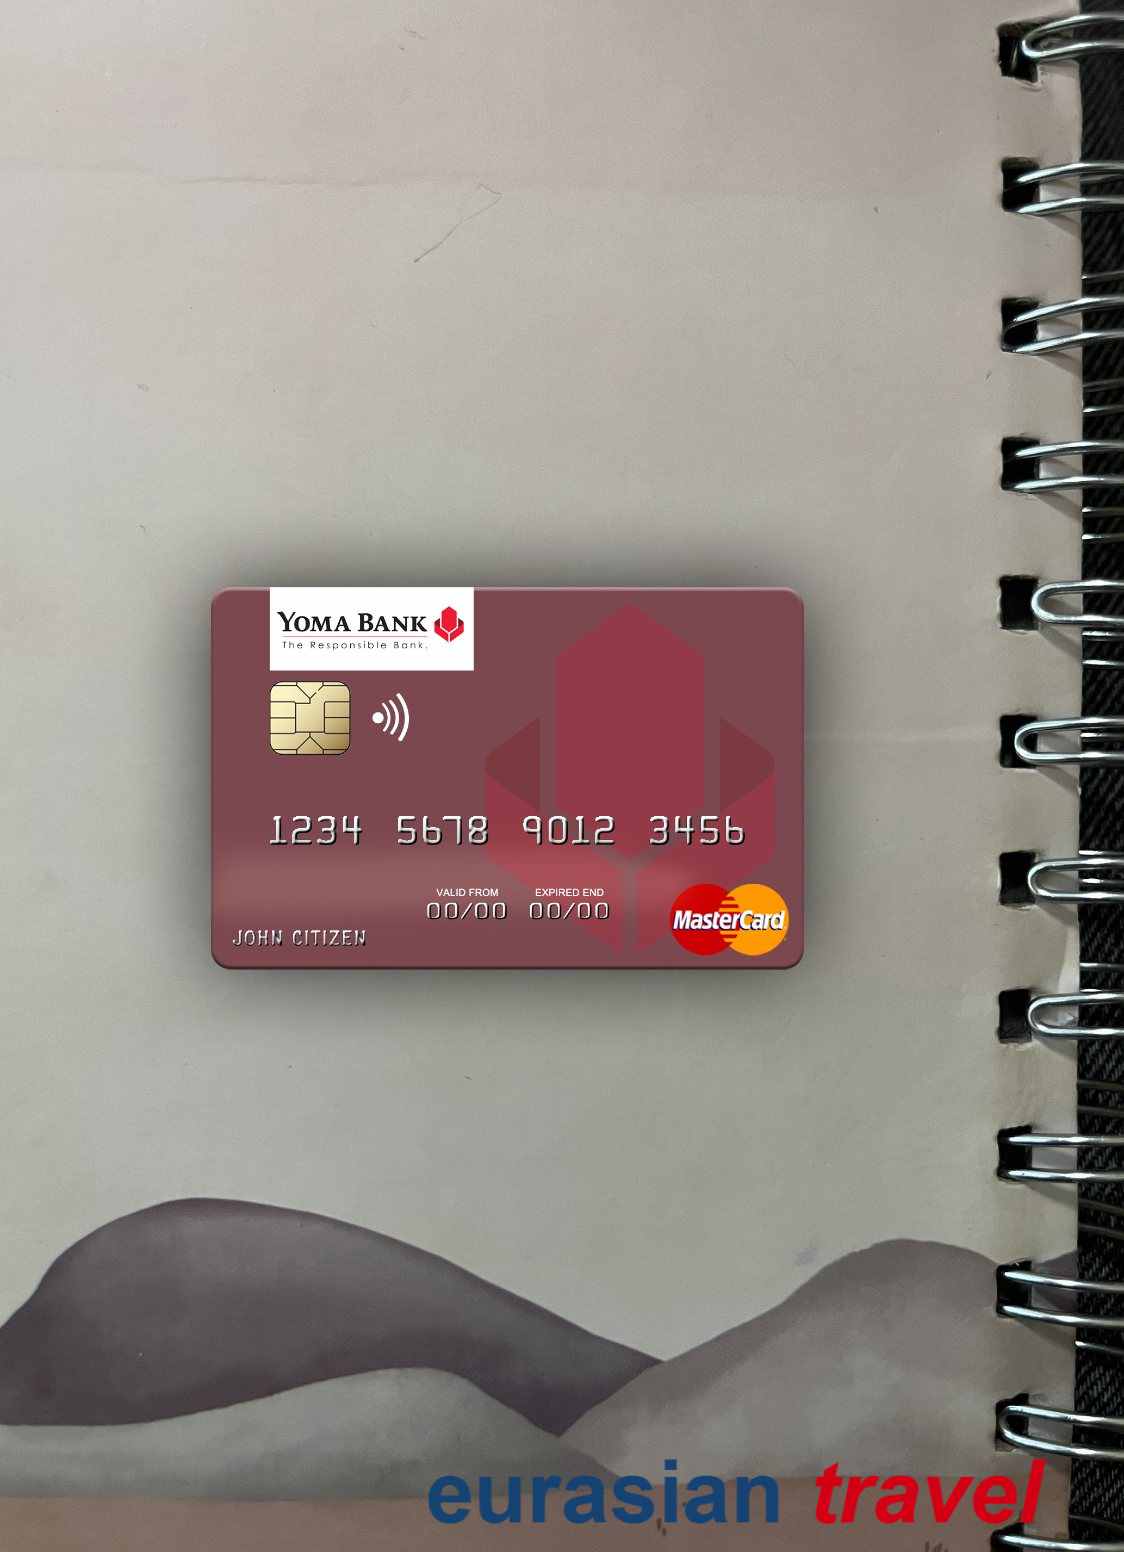 YOMA BANK
The Responsible Bank.
1234 5678 9012 3456
VALID FROM EXPIRED END
00/00 00/00
JOHN CITIZEN
MasterCard
eurasian travel